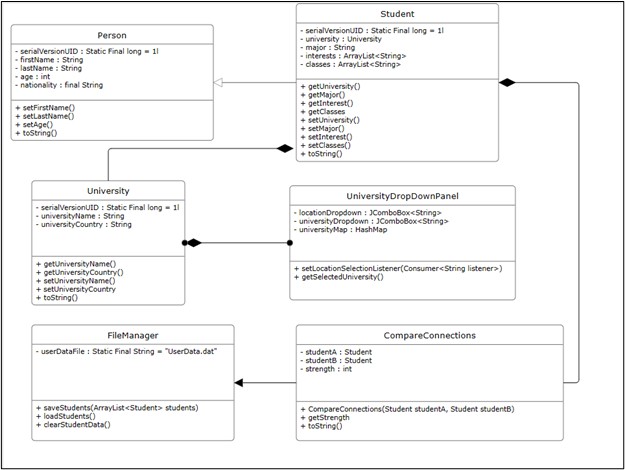 Person
- serialVersionUID : Static Final long = 1l
- firstName : String
- lastName : String
- age : int
- nationality : final String
+ setFirstName()
+ setLastName()
+ setAge()
+ toString()
Student
- serialVersionUID : Static Final long = 1l
- university : University
- major : String
- interests : ArrayList<String>
- classes : ArrayList<String>
+ getUniversity()
+ getMajor()
+ getInterest()
+ getClasses
+ setUniversity()
+ setMajor()
+ setInterest()
+ setClasses()
+ toString()
University
- serialVersionUID : Static Final long = 1l
- universityName : String
- universityCountry : String
+ getUniversityName()
+ getUniversityCountry()
+ setUniversityName()
+ setUniversityCountry
+ toString()
UniversityDropDownPanel
- locationDropdown : JComboBox<String>
- universityDropdown : JComboBox<String>
- universityMap : HashMap
+ setLocationSelectionListener(Consumer<String listener>)
+ getSelectedUniversity()
FileManager
- userDataFile : Static Final String = "UserData.dat"
+ saveStudents(ArrayList<Student> students)
+ loadStudents()
+ clearStudentData()
CompareConnections
- studentA : Student
- studentB : Student
- strength : int
+ CompareConnections(Student studentA, Student studentB)
+ getStrength
+ toString()